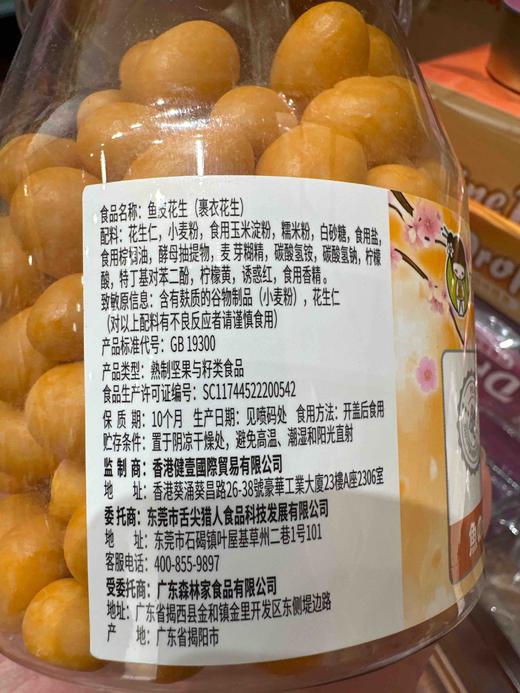 食品名称：鱼皮花生（裹衣花生）
配料：花生仁，小麦粉，食用玉米淀粉，糯米粉，白砂糖，食用盐，
食用棕榈油，酵母抽提物，麦芽糊精，碳酸氢铵，碳酸氢钠，柠檬
酸，特丁基对苯二酚，柠檬黄，诱惑红，食用香精。
致敏原信息：含有麸质的谷物制品（小麦粉），花生仁
（对以上配料有不良反应者请谨慎食用）
产品标准代号：GB 19300
产品类型：熟制坚果与籽类食品
食品生产许可证编号：SC11744522200542
保 质 期：10个月 生产日期：见喷码处 食用方法：开盖后食用
贮存条件：置于阴凉干燥处，避免高温、潮湿和阳光直射
监 制 商：香港健壹國際貿易有限公司
地 址：香港葵涌葵昌路26-38號豪華工業大廈23樓A座2306室
委托商：东莞市舌尖猎人食品科技发展有限公司
地 址：东莞市石碣镇叶屋基草州二巷1号101
客服电话：400-855-9897
受委托商：广东森林家食品有限公司
地址：广东省揭西县金和镇金里开发区东侧堤边路
产 地：广东省揭阳市